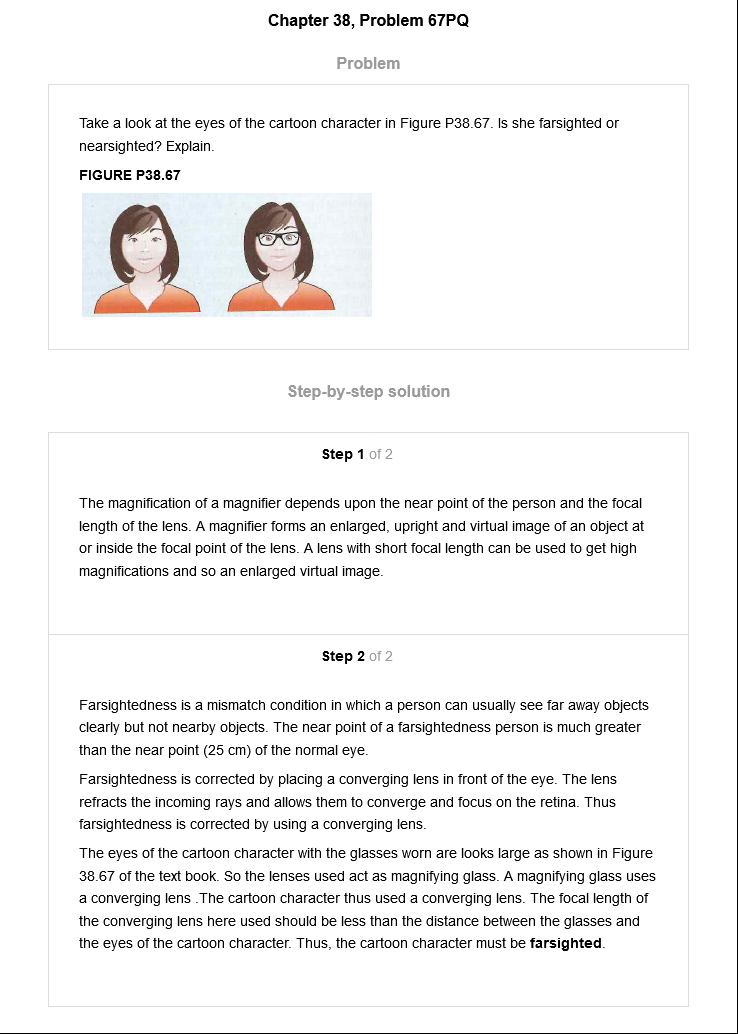 Chapter 38, Problem 67PQ
Problem
Take a look at the eyes of the cartoon character in Figure P38.67. Is she farsighted or
nearsighted? Explain.
FIGURE P38.67
Step-by-step solution
Step 1 of 2
The magnification of a magnifier depends upon the near point of the person and the focal
length of the lens. A magnifier forms an enlarged, upright and virtual image of an object at
or inside the focal point of the lens. A lens with short focal length can be used to get high
magnifications and so an enlarged virtual image.
Step 2 of 2
Farsightedness is a mismatch condition in which a person can usually see far away objects
clearly but not nearby objects. The near point of a farsightedness person is much greater
than the near point (25 cm) of the normal eye.
Farsightedness is corrected by placing a converging lens in front of the eye. The lens
refracts the incoming rays and allows them to converge and focus on the retina. Thus
farsightedness is corrected by using a converging lens.
The eyes of the cartoon character with the glasses worn are looks large as shown in Figure
38.67 of the text book. So the lenses used act as magnifying glass. A magnifying glass uses
a converging lens .The cartoon character thus used a converging lens. The focal length of
the converging lens here used should be less than the distance between the glasses and
the eyes of the cartoon character. Thus, the cartoon character must be farsighted.